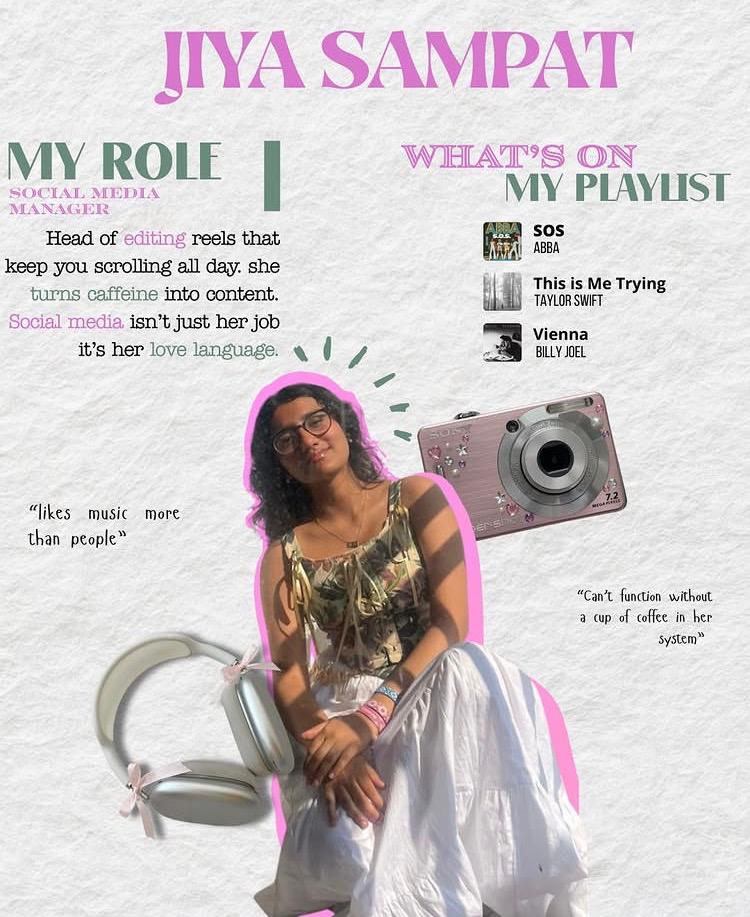 JIYA SAMPAT
MY ROLE
SOCIAL MEDIA
MANAGER
Head of editing reels that
keep you scrolling all day. she
turns caffeine into content.
Social media isn't just her job
it's her love language.
WHAT'S ON
MY PLAYLIST
ABBA
S.O.S.
SOS
ABBA
This is Me Trying
TAYLOR SWIFT
Vienna
BILLY JOEL
SONY
7.2
MEGA PIXELS
"likes music more
than people"
"Can't function without
a cup of coffee in her
system"